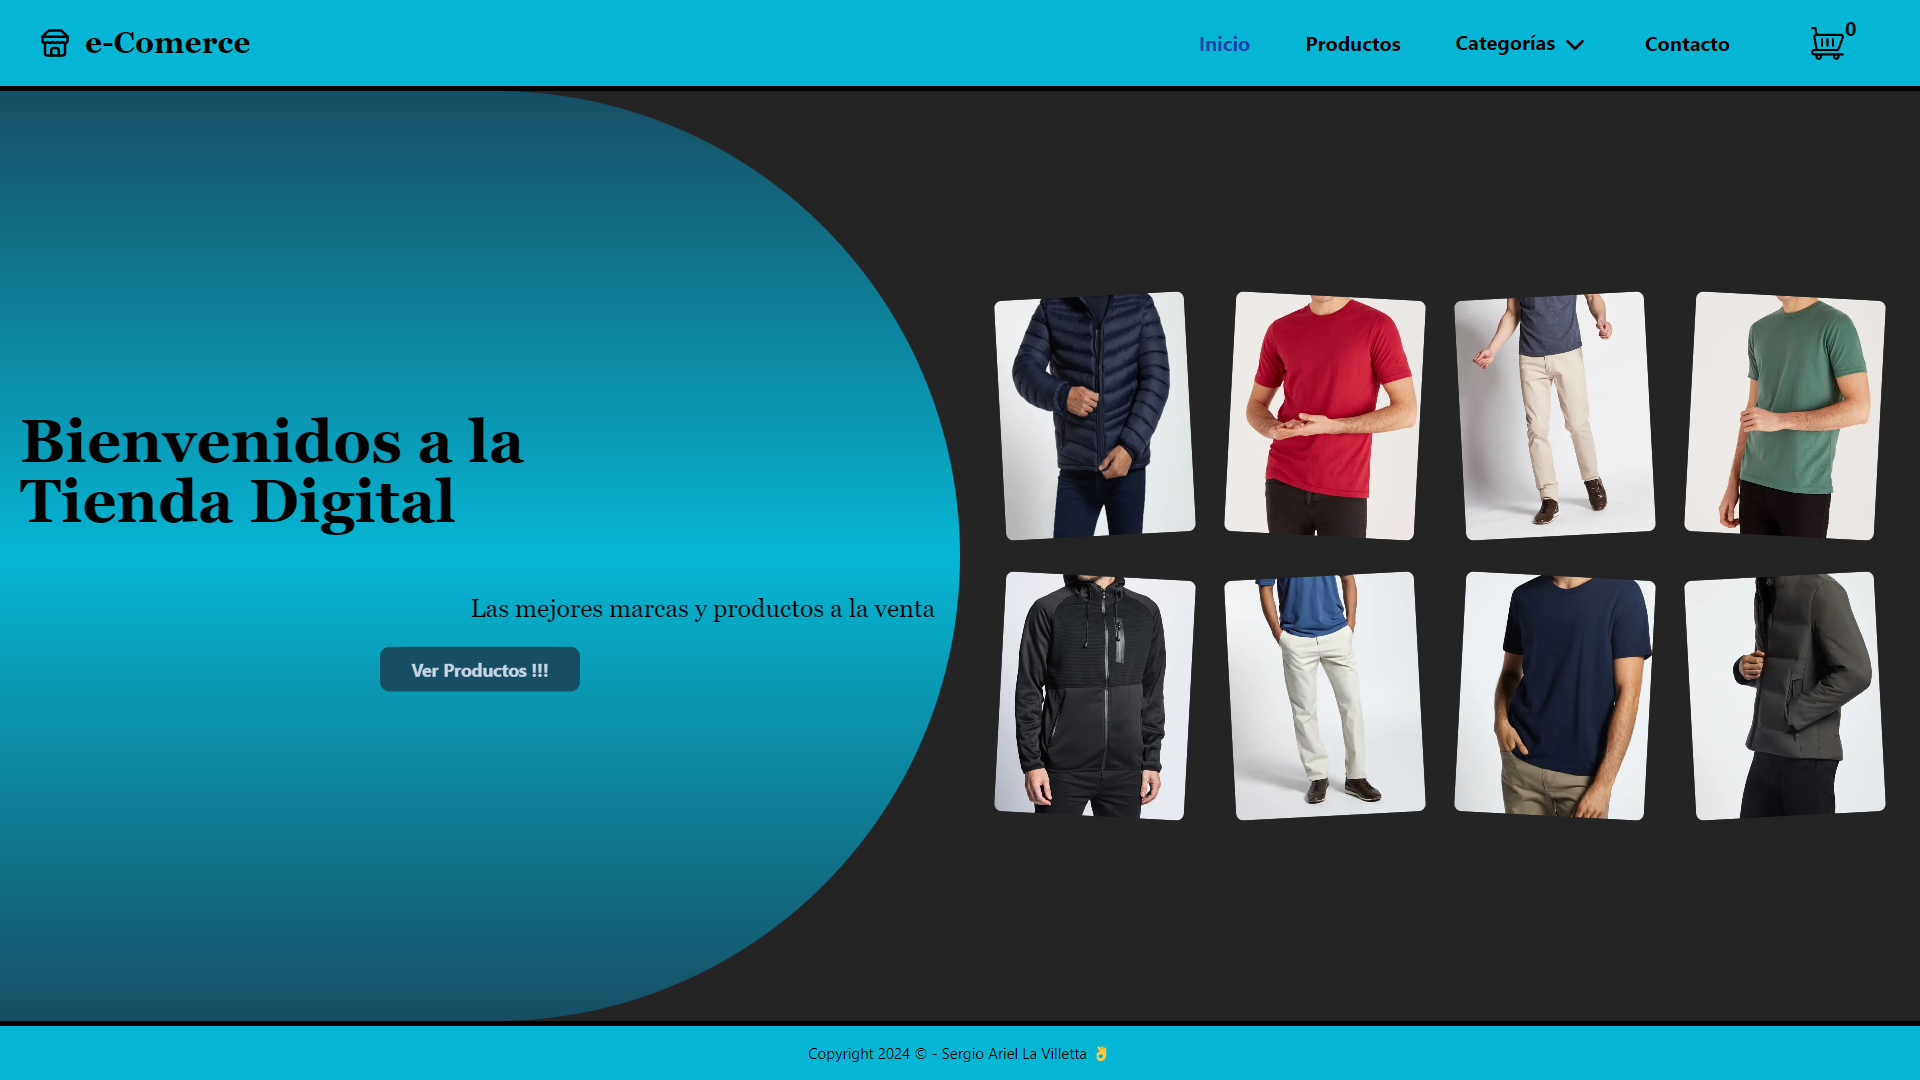 e-Comerce
Inicio
Productos
Categorías
Contacto
0
Bienvenidos a la
Tienda Digital
Las mejores marcas y productos a la venta
Ver Productos !!!
Copyright 2024 © - Sergio Ariel La Villetta 👌